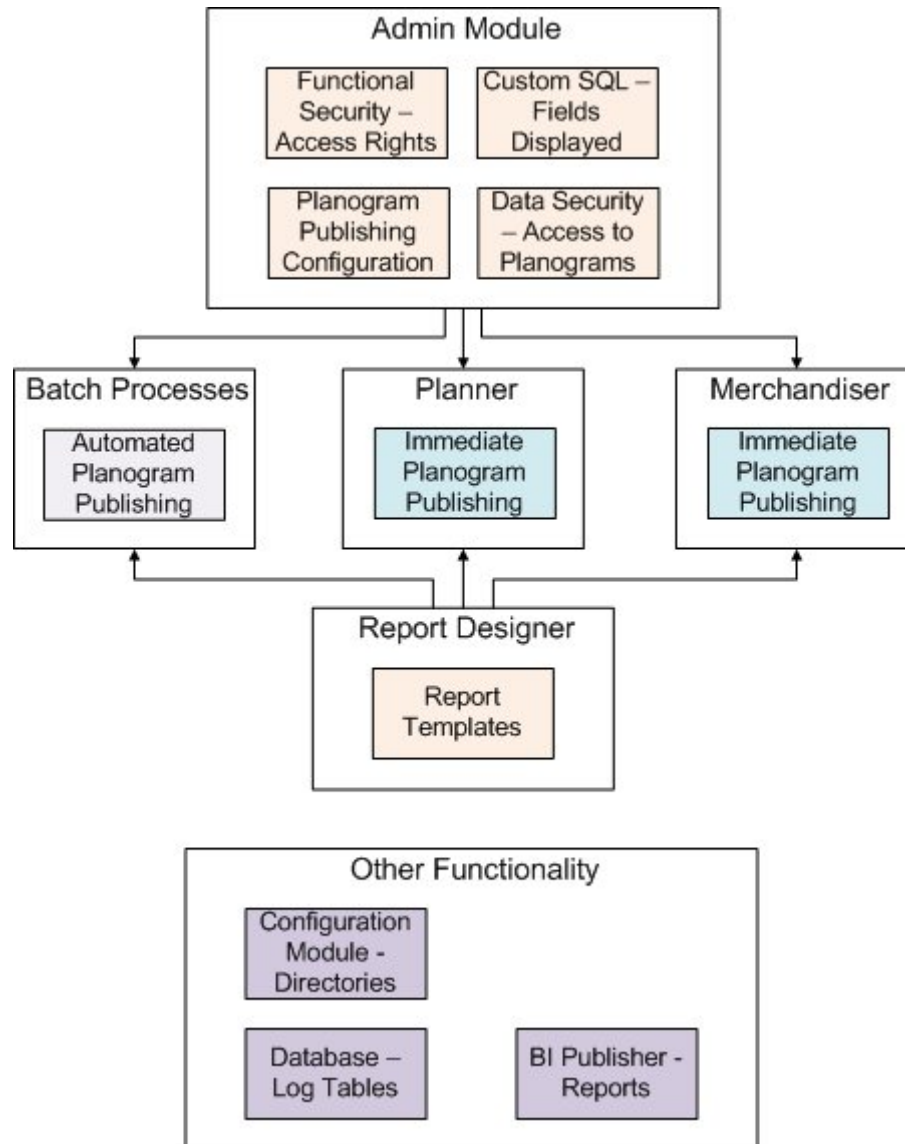 Admin Module
Functional
Security –
Access Rights
Custom SQL –
Fields
Displayed
Planogram
Publishing
Configuration
Data Security
– Access to
Planograms
Batch Processes
Automated
Planogram
Publishing
Planner
Immediate
Planogram
Publishing
Merchandiser
Immediate
Planogram
Publishing
Report Designer
Report
Templates
Other Functionality
Configuration
Module -
Directories
Database –
Log Tables
BI Publisher -
Reports